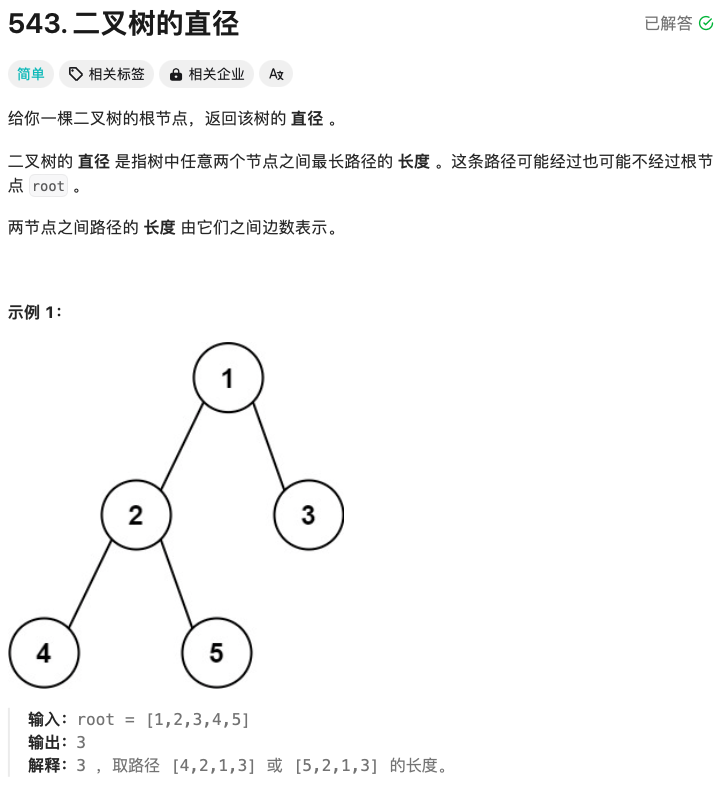 543. 二叉树的直径
已解答
简单 相关标签 相关企业 Aあ
给你一棵二叉树的根节点，返回该树的 直径 。
二叉树的 直径 是指树中任意两个节点之间最长路径的 长度 。这条路径可能经过也可能不经过根节
点 root 。
两节点之间路径的 长度 由它们之间边数表示。
示例 1：
1
2 3
4 5
输入：root = [1,2,3,4,5]
输出：3
解释：3 ，取路径 [4,2,1,3] 或 [5,2,1,3] 的长度。